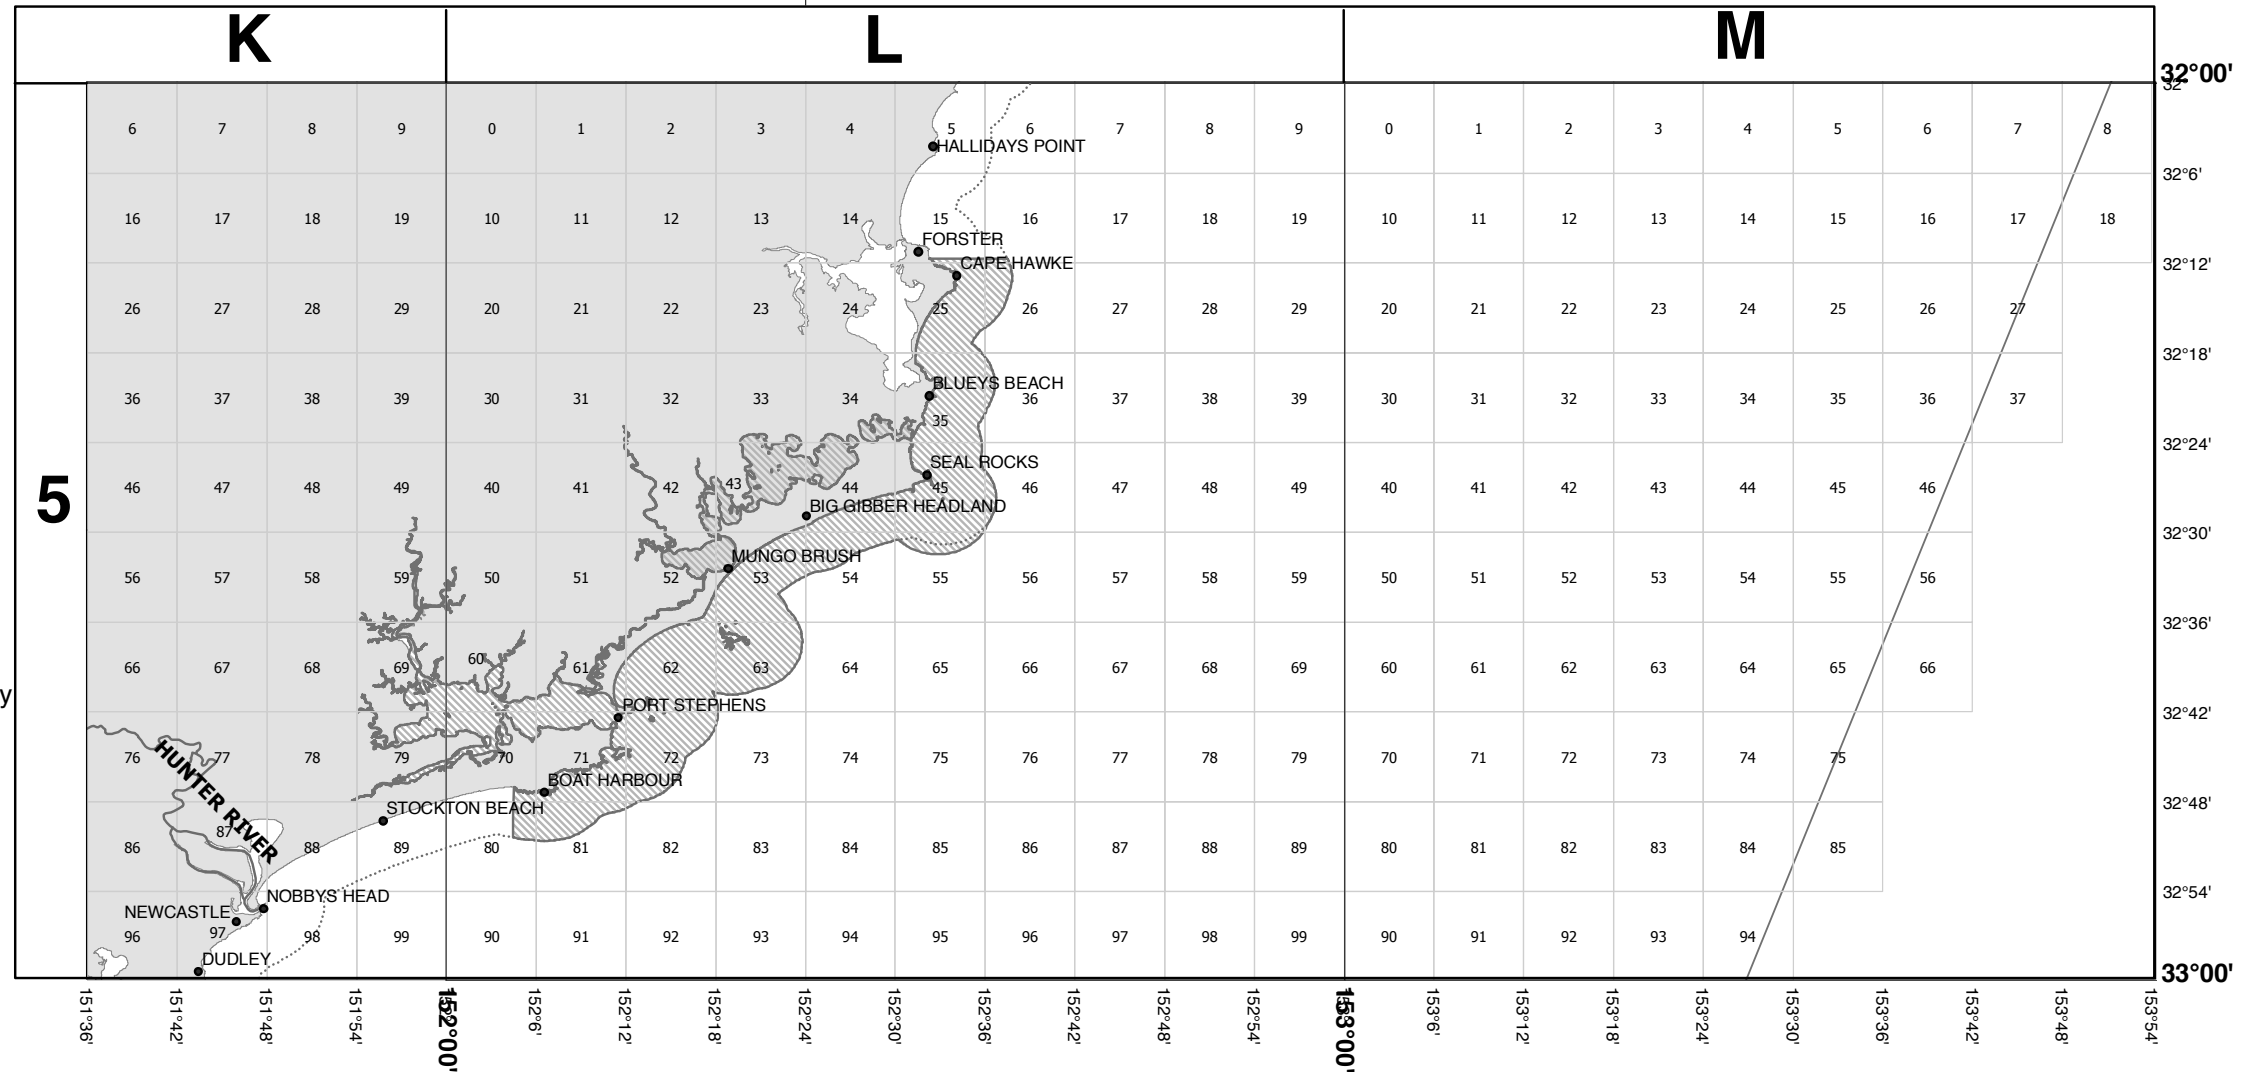 K L M
32°00'
32°
6 7 8 9 0 1 2 3 4 5 6 7 8 9 0 1 2 3 4 5 6 7 8
HALLIDAYS POINT
32°6'
16 17 18 19 10 11 12 13 14 15 16 17 18 19 10 11 12 13 14 15 16 17 18
FORSTER
CAPE HAWKE
32°12'
26 27 28 29 20 21 22 23 24 25 26 27 28 29 20 21 22 23 24 25 26 27
32°18'
BLUEYS BEACH
36 37 38 39 30 31 32 33 34 35 36 37 38 39 30 31 32 33 34 35 36 37
32°24'
SEAL ROCKS
5
46 47 48 49 40 41 42 43 44 45 46 47 48 49 40 41 42 43 44 45 46
BIG GIBBER HEADLAND
32°30'
MUNGO BRUSH
56 57 58 59 50 51 52 53 54 55 56 57 58 59 50 51 52 53 54 55 56
32°36'
66 67 68 69 60 61 62 63 64 65 66 67 68 69 60 61 62 63 64 65 66
y
PORT STEPHENS
32°42'
76 77 78 79 70 71 72 73 74 75 76 77 78 79 70 71 72 73 74 75
HUNTER RIVER
BOAT HARBOUR
32°48'
STOCKTON BEACH
86 87 88 89 80 81 82 83 84 85 86 87 88 89 80 81 82 83 84 85
32°54'
NOBBYS HEAD
NEWCASTLE
96 97 98 99 90 91 92 93 94 95 96 97 98 99 90 91 92 93 94
DUDLEY
33°00'
151°36' 151°42' 151°48' 151°54' 152°00' 152°6' 152°12' 152°18' 152°24' 152°30' 152°36' 152°42' 152°48' 152°54' 153°00' 153°6' 153°12' 153°18' 153°24' 153°30' 153°36' 153°42' 153°48' 153°54'